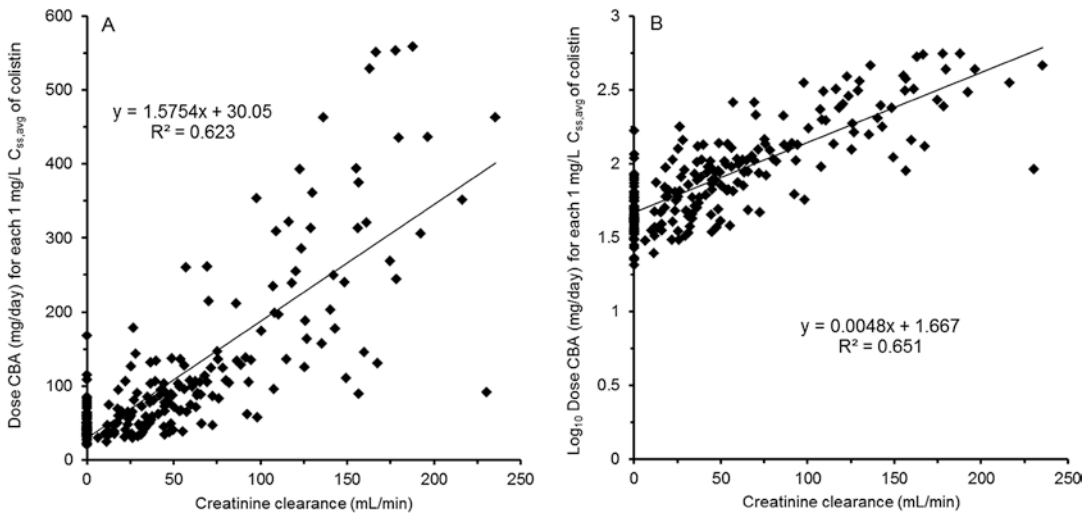 A
Dose CBA (mg/day) for each 1 mg/L Css,avg of colistin
600
500
400
300
200
100
0
y = 1.5754x + 30.05
R² = 0.623
0 50 100 150 200 250
Creatinine clearance (mL/min)
B
Log₁₀ Dose CBA (mg/day) for each 1 mg/L Css,avg of colistin
3
2.5
2
1.5
1
0.5
0
y = 0.0048x + 1.667
R² = 0.651
0 50 100 150 200 250
Creatinine clearance (mL/min)